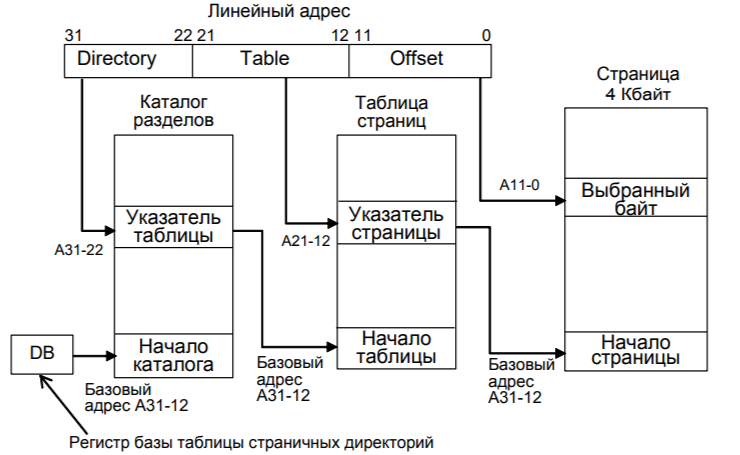 Линейный адрес
31 22 21 12 11 0
Directory Table Offset
Каталог
разделов
Таблица
страниц
Страница
4 Кбайт
Указатель
таблицы
Указатель
страницы
Выбранный
байт
A31-22
A21-12
A11-0
DB
Начало
каталога
Начало
таблицы
Начало
страницы
Базовый
адрес A31-12
Базовый
адрес
A31-12
Базовый
адрес
A31-12
Регистр базы таблицы страничных директорий